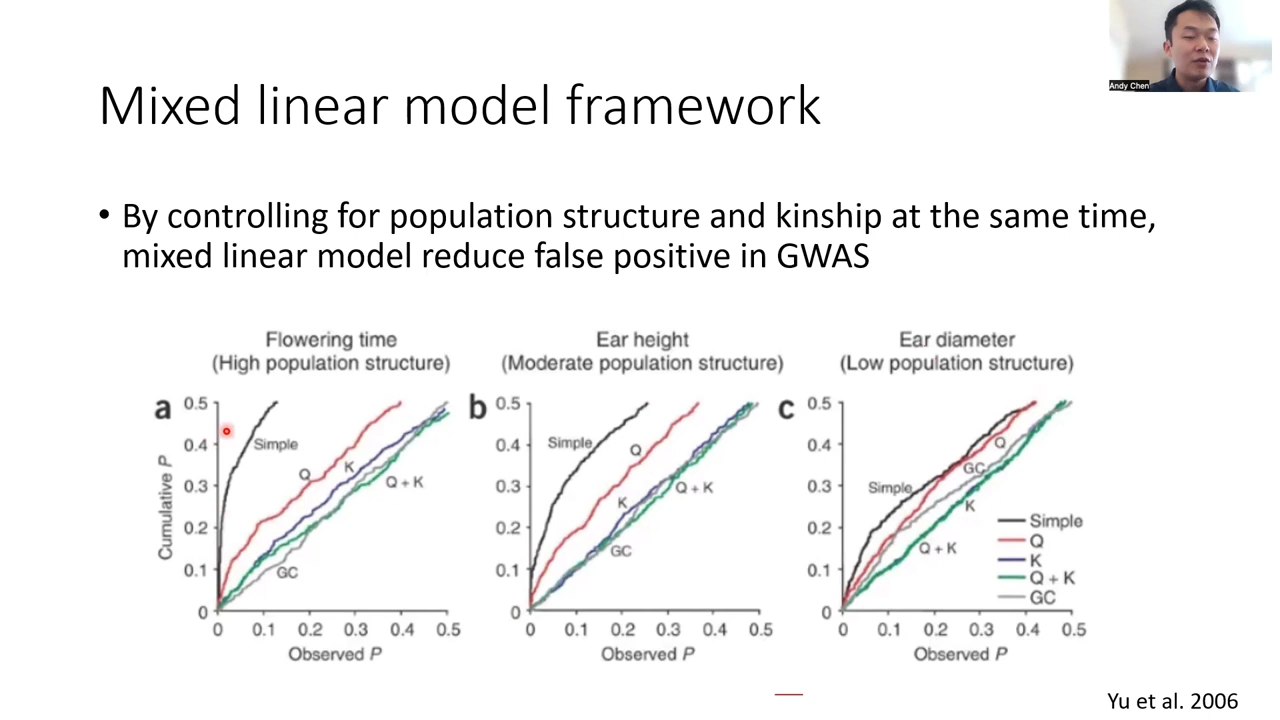 Andy Chen
Mixed linear model framework
• By controlling for population structure and kinship at the same time,
mixed linear model reduce false positive in GWAS
Flowering time
(High population structure)
a
Cumulative P
0.5
0.4
0.3
0.2
0.1
0
Simple
Q
K
Q + K
GC
0 0.1 0.2 0.3 0.4 0.5
Observed P
Ear height
(Moderate population structure)
b
0.5
0.4
0.3
0.2
0.1
0
Simple
Q
K
Q + K
GC
0 0.1 0.2 0.3 0.4 0.5
Observed P
Ear diameter
(Low population structure)
c
0.5
0.4
0.3
0.2
0.1
0
Q
GC
Simple
K
Q + K
Simple
Q
K
Q + K
GC
0 0.1 0.2 0.3 0.4 0.5
Observed P
Yu et al. 2006